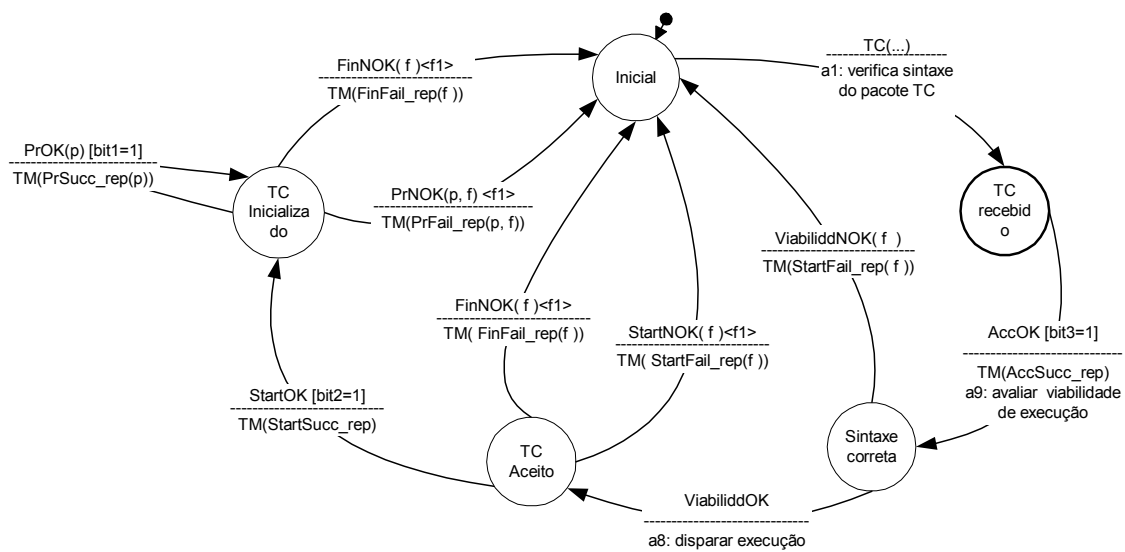 Inicial
TC(...)
a1: verifica sintaxe
do pacote TC
FinNOK( f )<f1>
TM(FinFail_rep(f ))
PrOK(p) [bit1=1]
TM(PrSucc_rep(p))
TC
Inicializa
do
PrNOK(p, f) <f1>
TM(PrFail_rep(p, f))
TC
recebid
o
ViabiliddNOK( f )
TM(StartFail_rep( f ))
FinNOK( f )<f1>
TM( FinFail_rep(f ))
StartNOK( f )<f1>
TM( StartFail_rep(f ))
AccOK [bit3=1]
TM(AccSucc_rep)
a9: avaliar viabilidade
de execução
StartOK [bit2=1]
TM(StartSucc_rep)
TC
Aceito
Sintaxe
correta
ViabiliddOK
a8: disparar execução